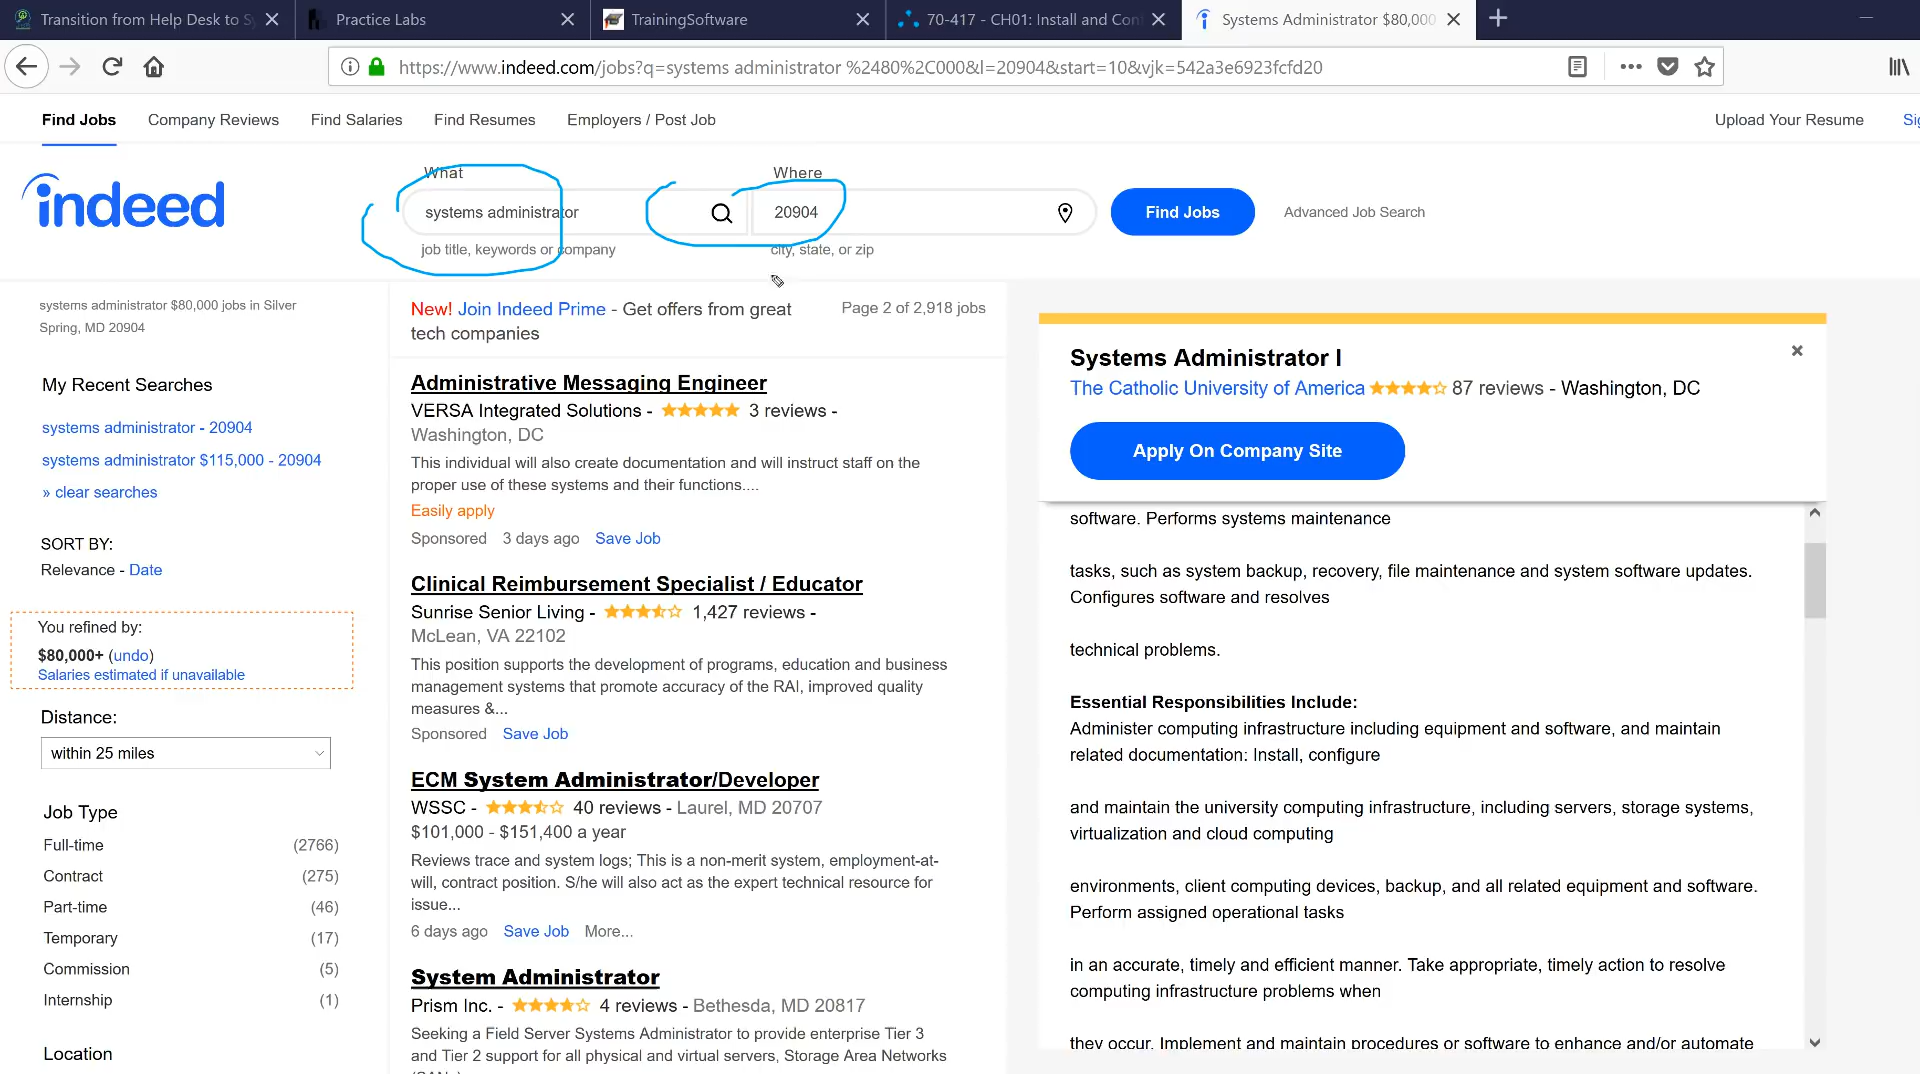 Transition from Help Desk to Sy
Practice Labs
TrainingSoftware
70-417 - CH01: Install and Con
Systems Administrator $80,000
https://www.indeed.com/jobs?q=systems administrator %2480%2C000&l=20904&start=10&vjk=542a3e6923fcfd20
Find Jobs
Company Reviews
Find Salaries
Find Resumes
Employers / Post Job
Upload Your Resume
indeed
What
systems administrator
job title, keywords or company
Where
20904
city, state, or zip
Find Jobs
Advanced Job Search
systems administrator $80,000 jobs in Silver
Spring, MD 20904
My Recent Searches
systems administrator - 20904
systems administrator $115,000 - 20904
» clear searches
SORT BY:
Relevance - Date
You refined by:
$80,000+ (undo)
Salaries estimated if unavailable
Distance:
within 25 miles
Job Type
Full-time (2766)
Contract (275)
Part-time (46)
Temporary (17)
Commission (5)
Internship (1)
Location
New! Join Indeed Prime - Get offers from great
tech companies
Page 2 of 2,918 jobs
Administrative Messaging Engineer
VERSA Integrated Solutions - 3 reviews -
Washington, DC
This individual will also create documentation and will instruct staff on the
proper use of these systems and their functions....
Easily apply
Sponsored 3 days ago Save Job
Clinical Reimbursement Specialist / Educator
Sunrise Senior Living - 1,427 reviews -
McLean, VA 22102
This position supports the development of programs, education and business
management systems that promote accuracy of the RAI, improved quality
measures &...
Sponsored Save Job
ECM System Administrator/Developer
WSSC - 40 reviews - Laurel, MD 20707
$101,000 - $151,400 a year
Reviews trace and system logs; This is a non-merit system, employment-at-
will, contract position. S/he will also act as the expert technical resource for
issue...
6 days ago Save Job More...
System Administrator
Prism Inc. - 4 reviews - Bethesda, MD 20817
Seeking a Field Server Systems Administrator to provide enterprise Tier 3
and Tier 2 support for all physical and virtual servers, Storage Area Networks
Systems Administrator I
The Catholic University of America 87 reviews - Washington, DC
Apply On Company Site
software. Performs systems maintenance
tasks, such as system backup, recovery, file maintenance and system software updates.
Configures software and resolves
technical problems.
Essential Responsibilities Include:
Administer computing infrastructure including equipment and software, and maintain
related documentation: Install, configure
and maintain the university computing infrastructure, including servers, storage systems,
virtualization and cloud computing
environments, client computing devices, backup, and all related equipment and software.
Perform assigned operational tasks
in an accurate, timely and efficient manner. Take appropriate, timely action to resolve
computing infrastructure problems when
they occur. Implement and maintain procedures or software to enhance and/or automate